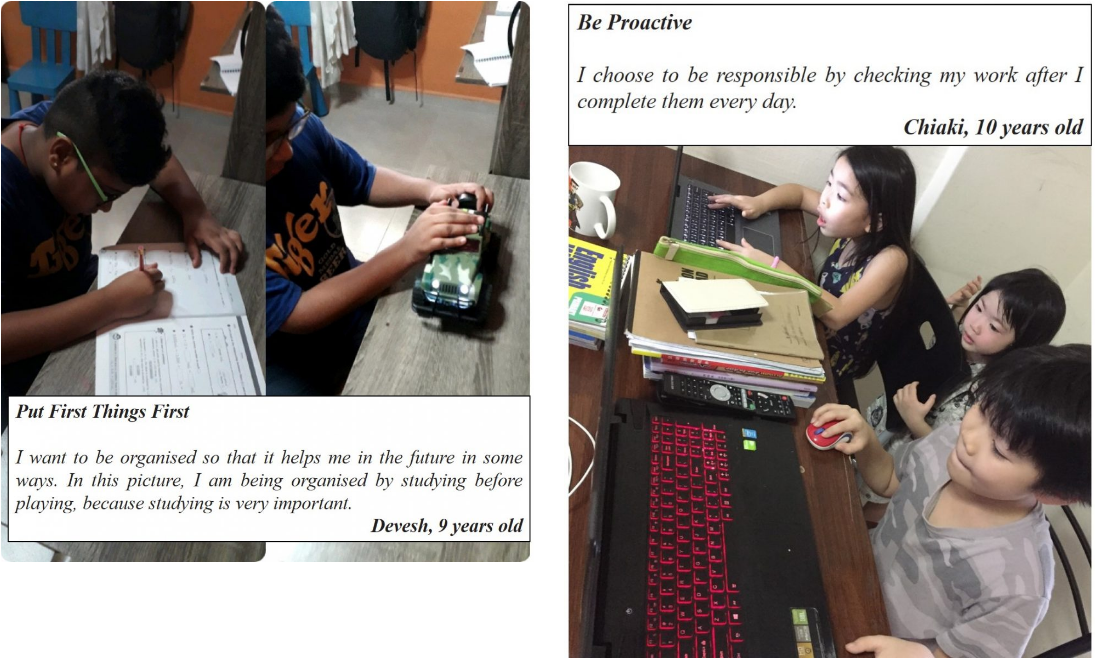 Put First Things First
I want to be organised so that it helps me in the future in some
ways. In this picture, I am being organised by studying before
playing, because studying is very important.
Devesh, 9 years old
Be Proactive
I choose to be responsible by checking my work after I
complete them every day.
Chiaki, 10 years old
English